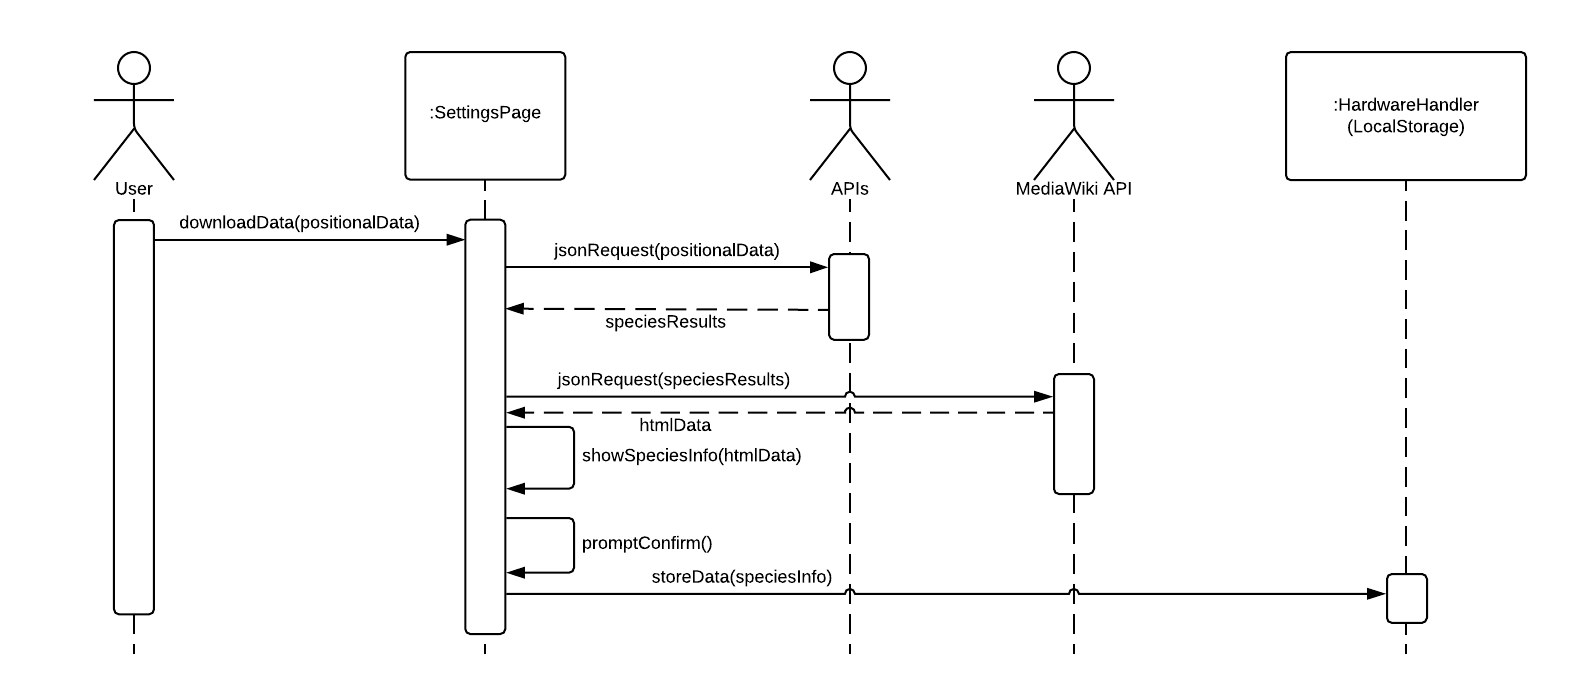 :SettingsPage
:HardwareHandler
(LocalStorage)
User
APIs
MediaWiki API
downloadData(positionalData)
jsonRequest(positionalData)
speciesResults
jsonRequest(speciesResults)
htmlData
showSpeciesInfo(htmlData)
promptConfirm()
storeData(speciesInfo)